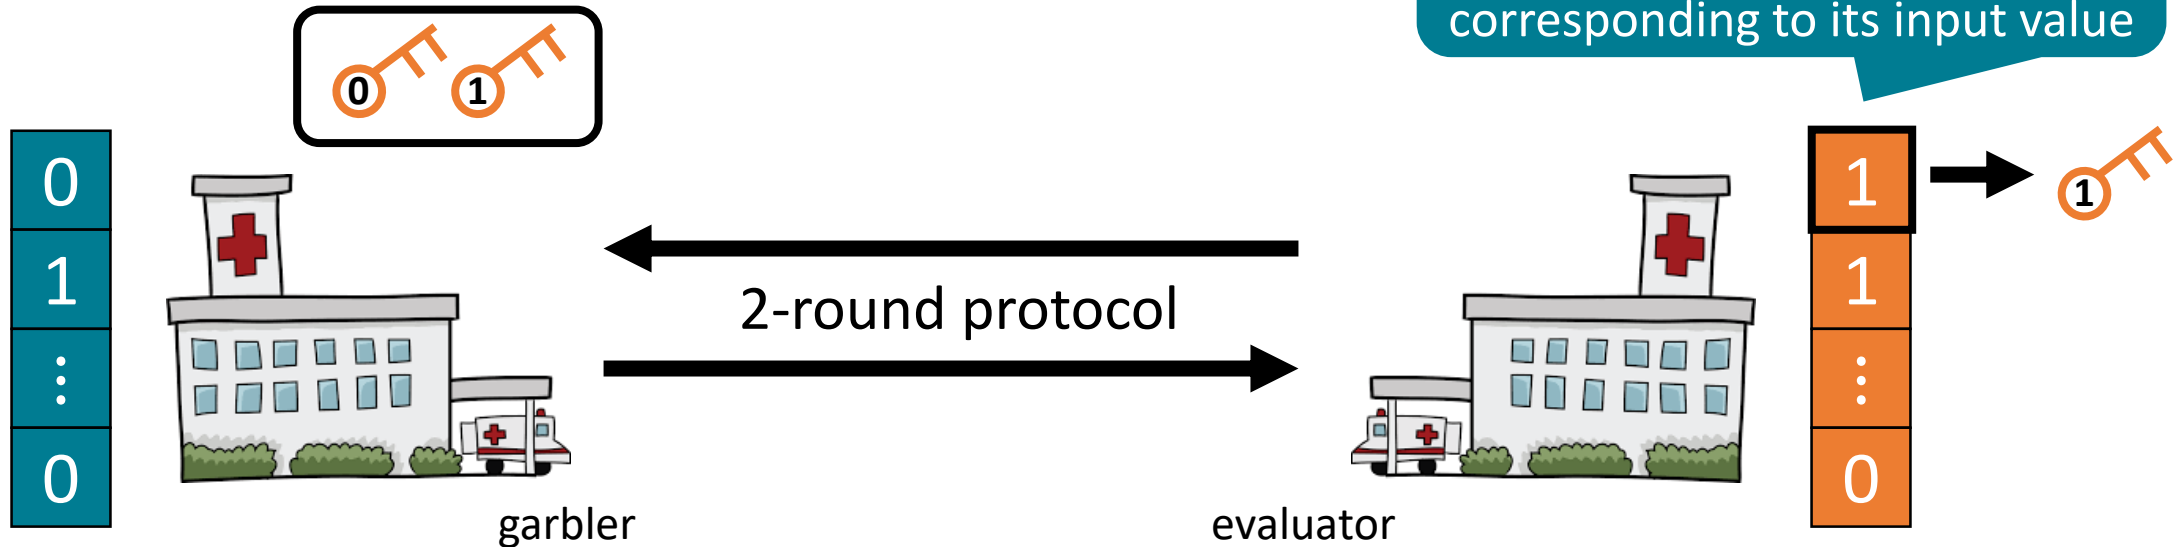 corresponding to its input value
0 1
0
1
⋮
0
2-round protocol
1
1
⋮
0
1
garbler
evaluator